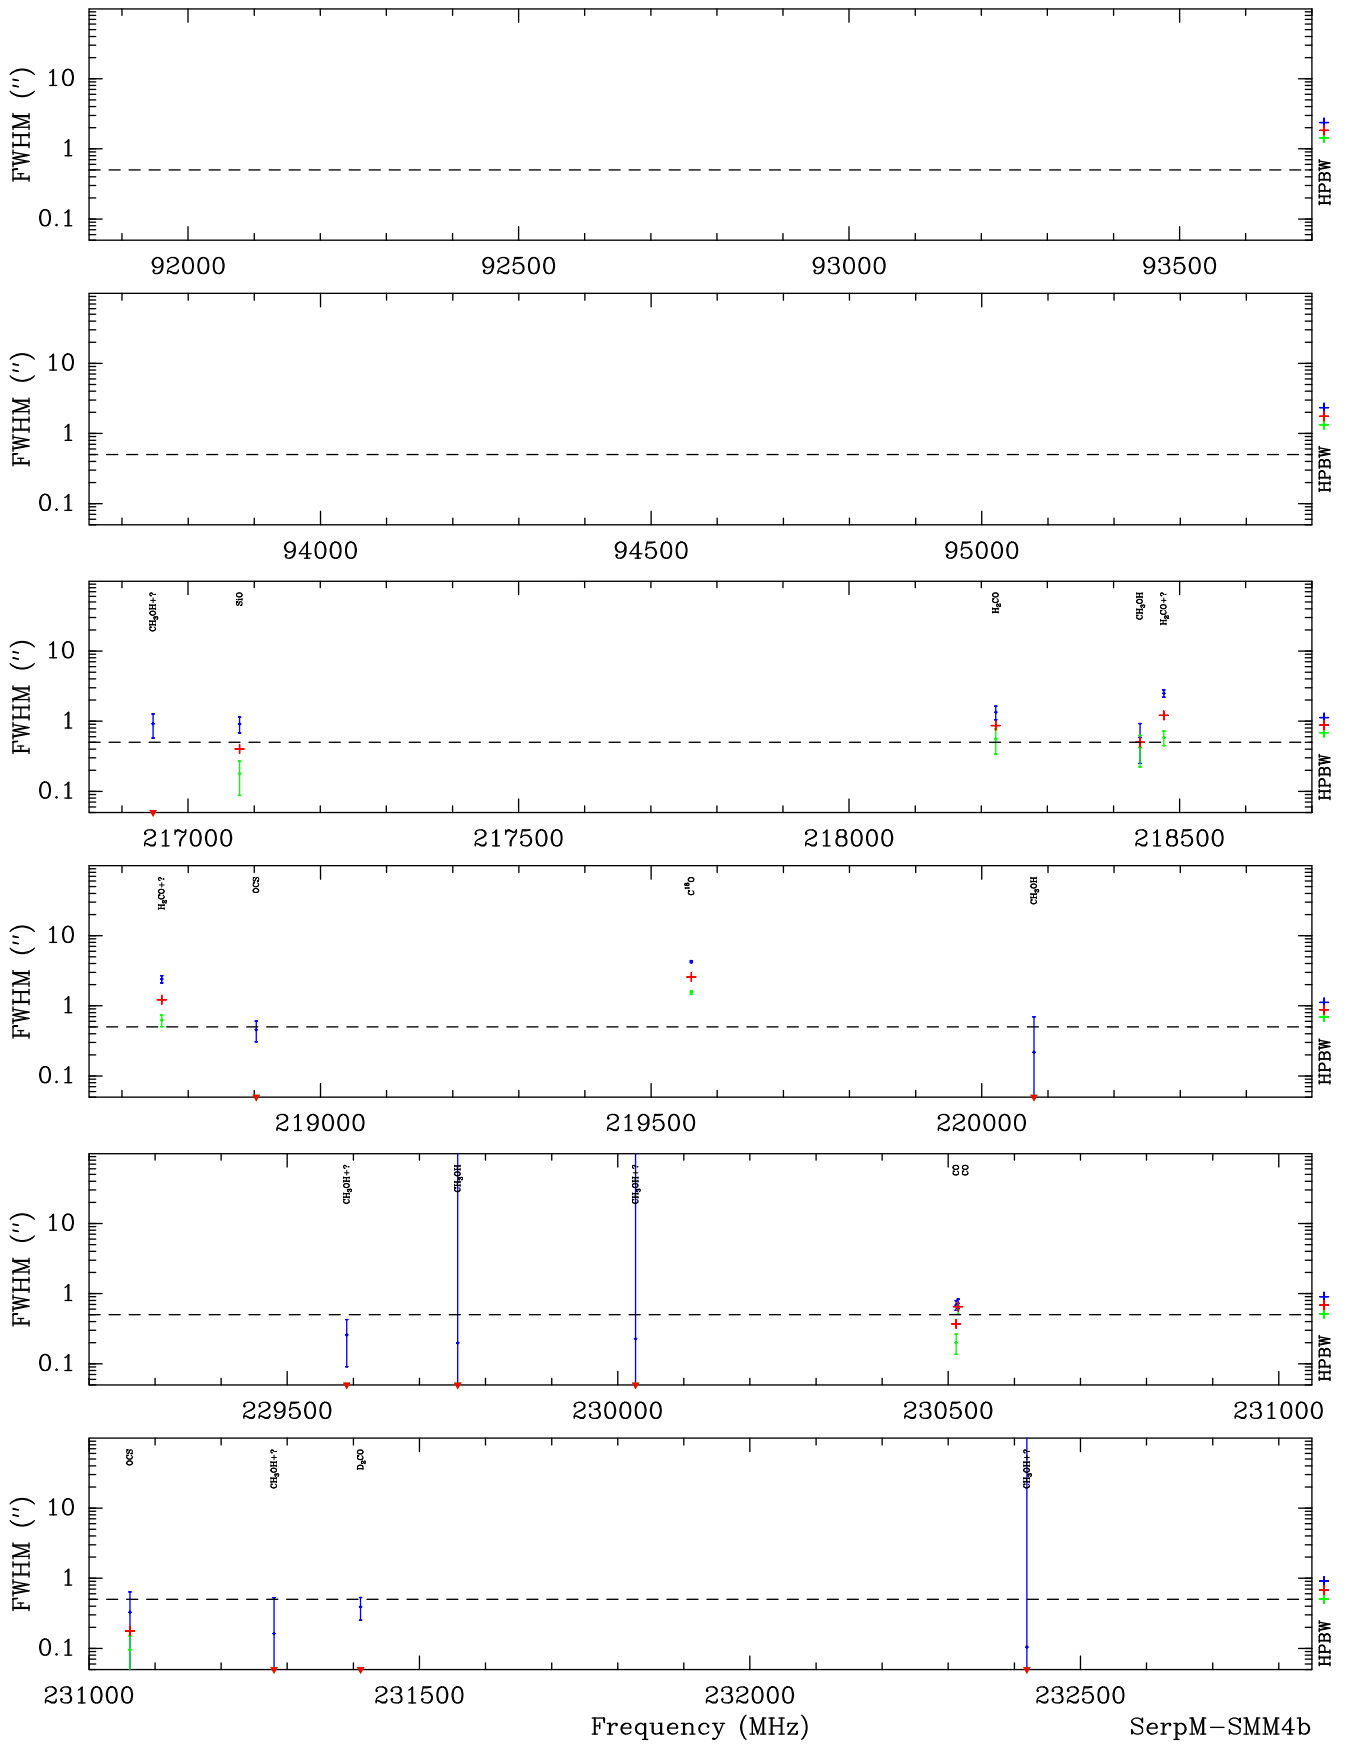 FWHM (″)
10
1
0.1
HPBW
92000 92500 93000 93500
FWHM (″)
10
1
0.1
HPBW
94000 94500 95000
CH₃OH+? SiO H₂CO CH₃OH H₂CO+?
FWHM (″)
10
1
0.1
HPBW
217000 217500 218000 218500
H₂CO+? OCS C¹⁸O CH₃OH
FWHM (″)
10
1
0.1
HPBW
219000 219500 220000
CH₃OH+? CH₃OH CH₃OH+? CO CO
FWHM (″)
10
1
0.1
HPBW
229500 230000 230500 231000
OCS CH₃OH+? D₂CO CH₃OH+?
FWHM (″)
10
1
0.1
HPBW
231000 231500 232000 232500
Frequency (MHz)
SerpM−SMM4b